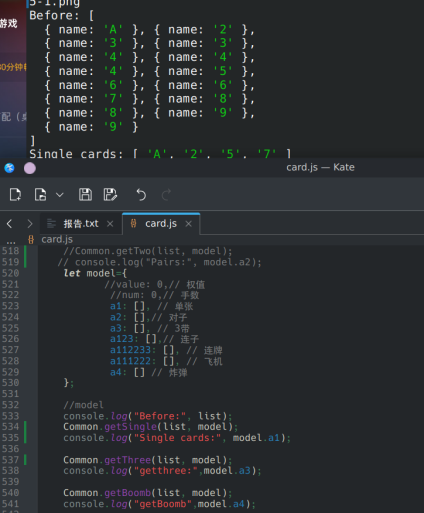 5-1.png
游戏
Before: [
{ name: 'A' }, { name: '2' },
{ name: '3' }, { name: '3' },
{ name: '4' }, { name: '4' },
{ name: '4' }, { name: '5' },
{ name: '6' }, { name: '6' },
{ name: '7' }, { name: '8' },
{ name: '8' }, { name: '9' },
{ name: '9' }
]
30分钟
配（桌
Single cards: [ 'A', '2', '5', '7' ]
card.js — Kate
报告.txt
card.js
... card.js
518 //Common.getTwo(list, model);
519 // console.log("Pairs:", model.a2);
520 let model={
521 //value: 0,// 权值
522 //num: 0,// 手数
523 a1: [], // 单张
524 a2: [],// 对子
525 a3: [], // 3带
526 a123: [],// 连子
527 a112233: [], // 连牌
528 a111222: [], // 飞机
529 a4: [] // 炸弹
530 };
531
532 //model
533 console.log("Before:", list);
534 Common.getSingle(list, model);
535 console.log("Single cards:", model.a1);
536
537 Common.getThree(list, model);
538 console.log("getthree:",model.a3);
539
540 Common.getBoomb(list, model);
541 console.log("getBoomb",model.a4);